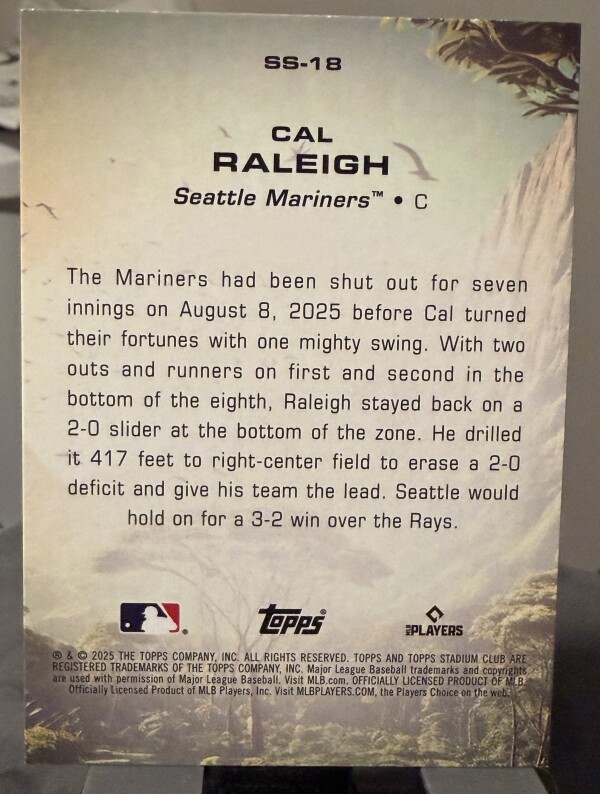 SS-18
CAL
RALEIGH
Seattle Mariners™ • C
The Mariners had been shut out for seven
innings on August 8, 2025 before Cal turned
their fortunes with one mighty swing. With two
outs and runners on first and second in the
bottom of the eighth, Raleigh stayed back on a
2-0 slider at the bottom of the zone. He drilled
it 417 feet to right-center field to erase a 2-0
deficit and give his team the lead. Seattle would
hold on for a 3-2 win over the Rays.
topps®
MLB PLAYERS
® & © 2025 THE TOPPS COMPANY, INC. ALL RIGHTS RESERVED. TOPPS AND TOPPS STADIUM CLUB ARE
REGISTERED TRADEMARKS OF THE TOPPS COMPANY, INC. Major League Baseball trademarks and copyrights
are used with permission of Major League Baseball. Visit MLB.com. OFFICIALLY LICENSED PRODUCT OF MLB.
Officially Licensed Product of MLB Players, Inc. Visit MLBPLAYERS.COM, the Players Choice on the web.